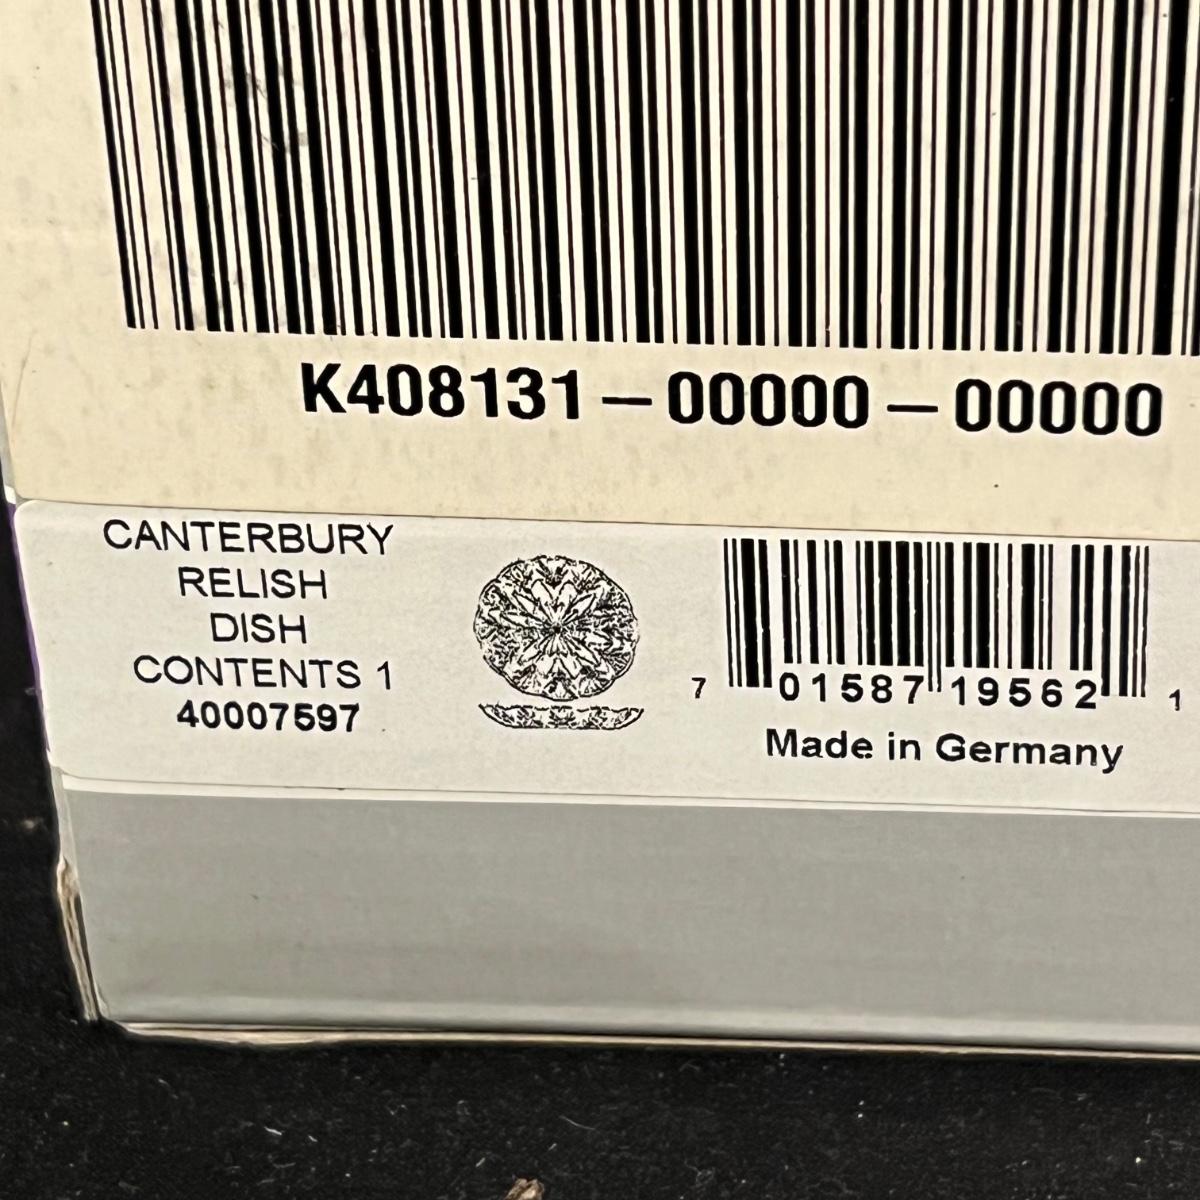 K408131-00000-00000
CANTERBURY
RELISH
DISH
CONTENTS 1
40007597
7 01587 19562 1
Made in Germany